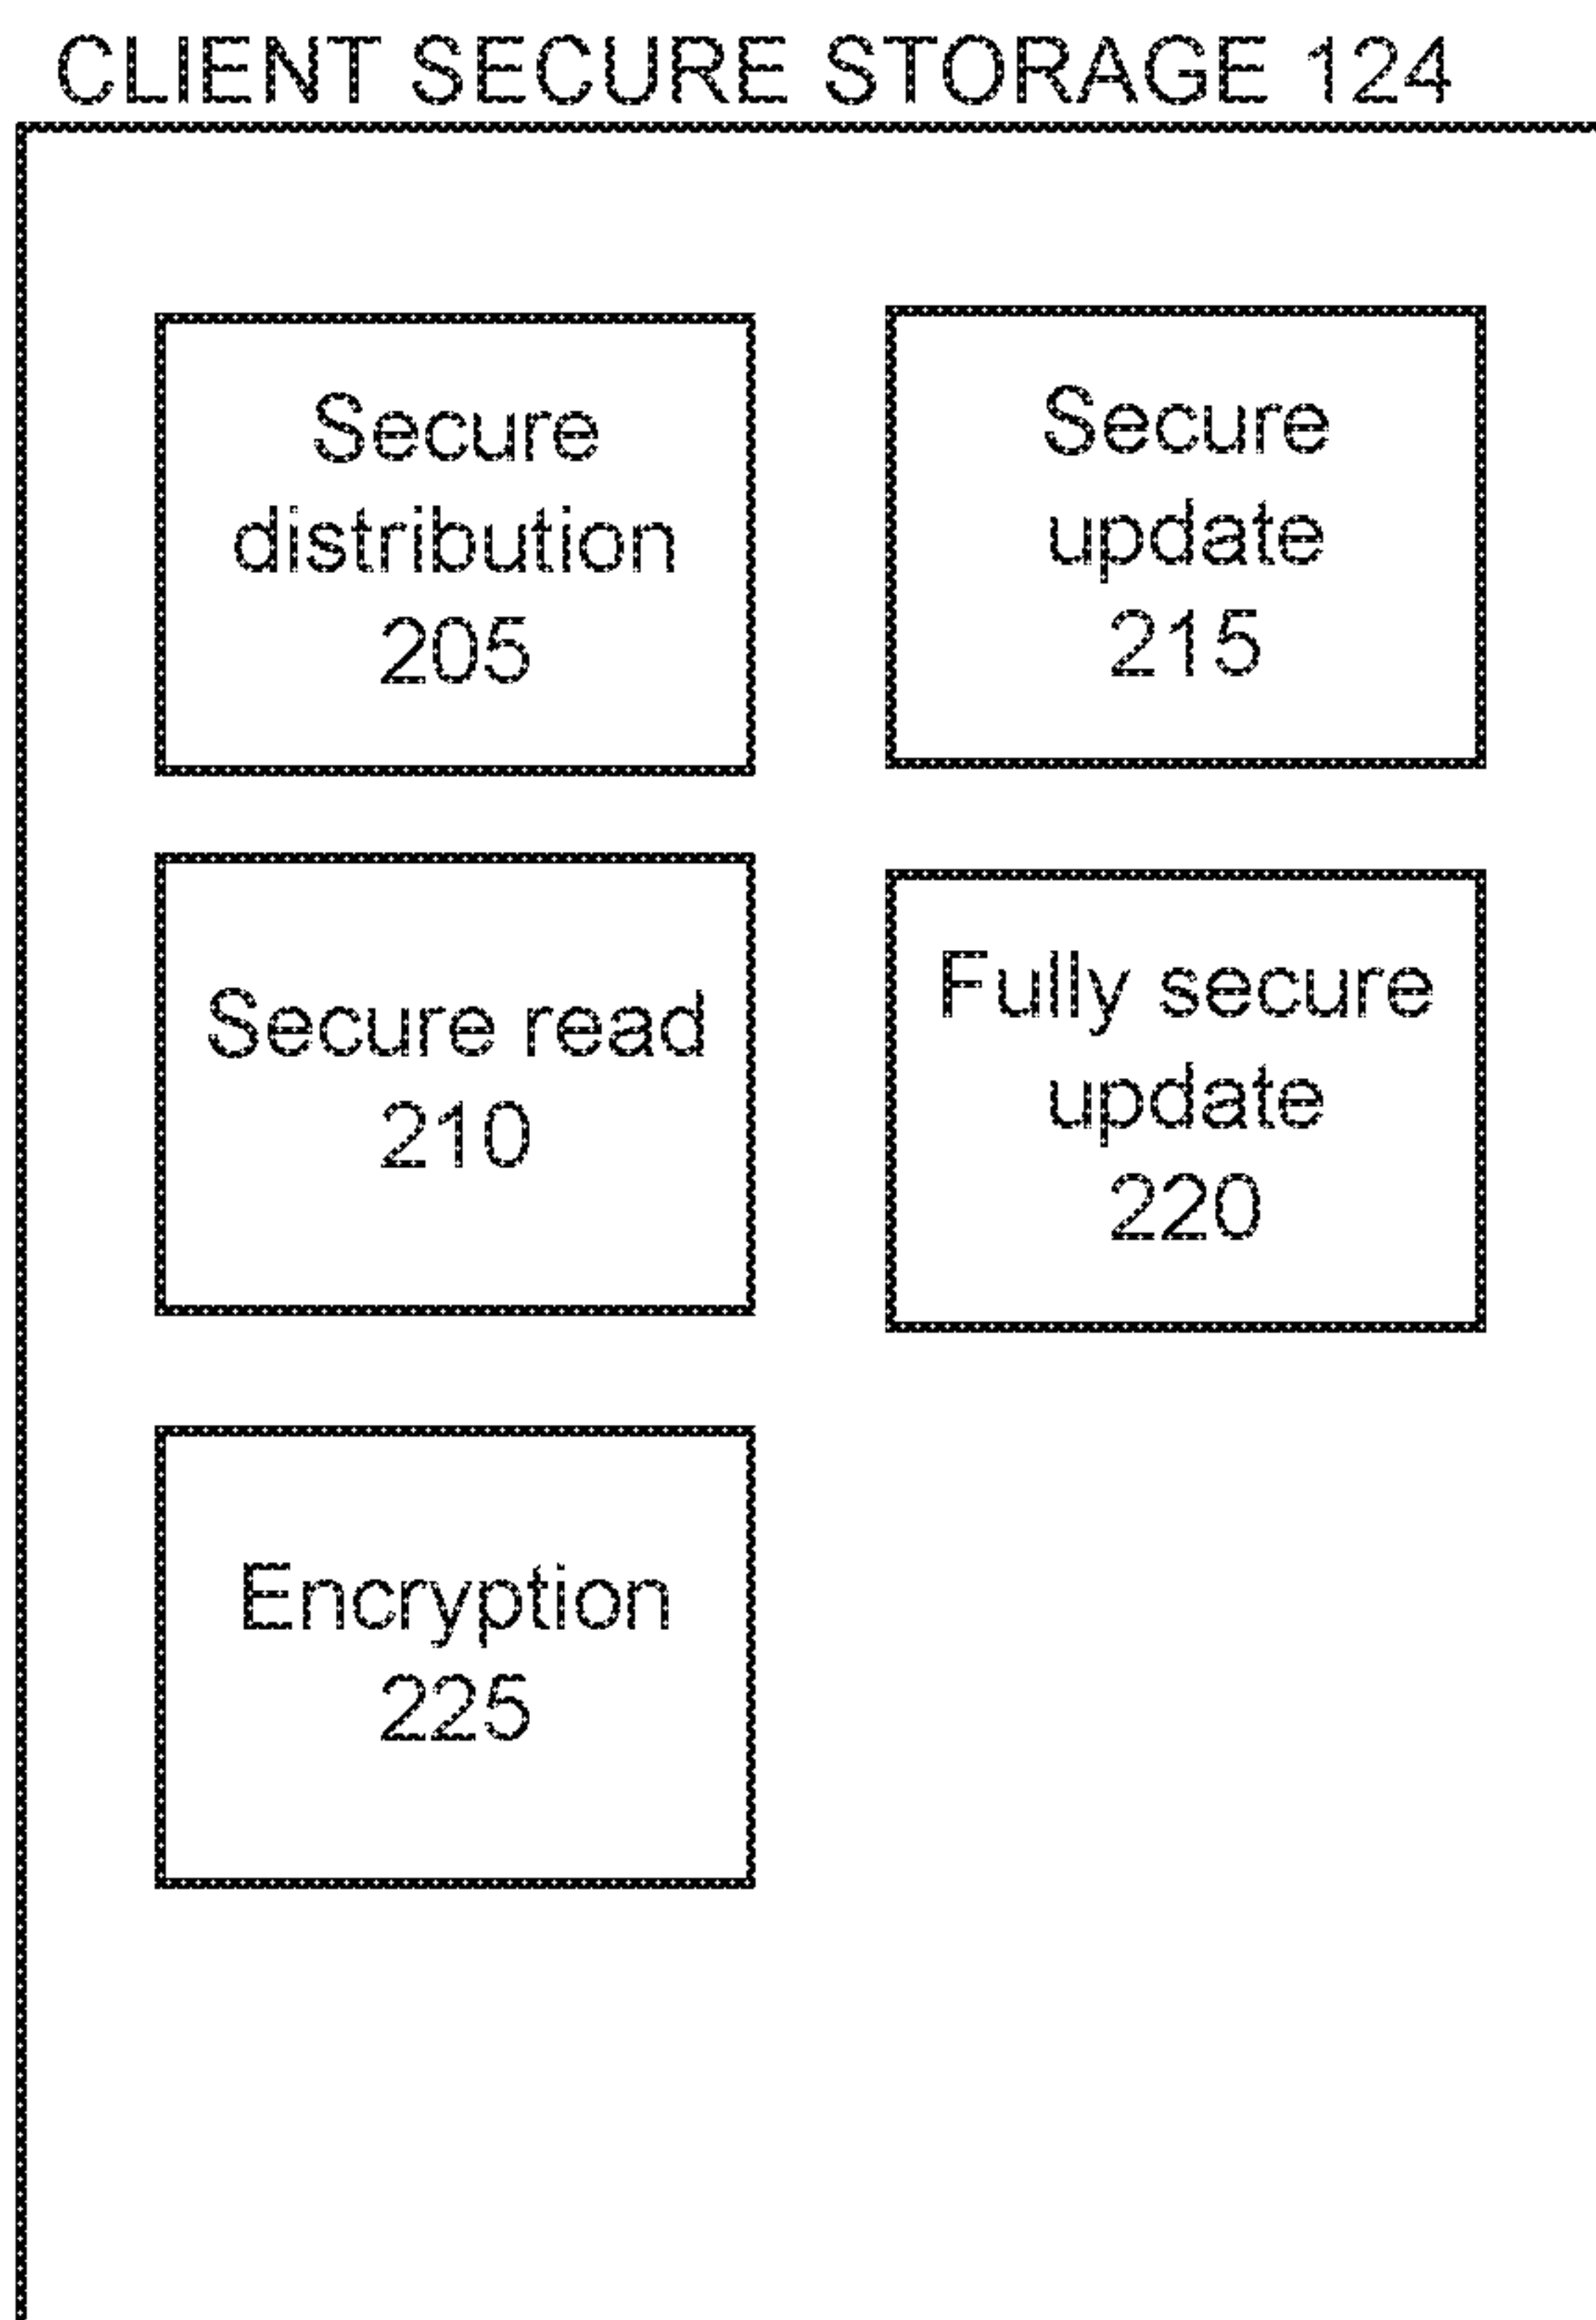 CLIENT SECURE STORAGE 124
Secure
distribution
205
Secure
update
215
Secure read
210
Fully secure
update
220
Encryption
225